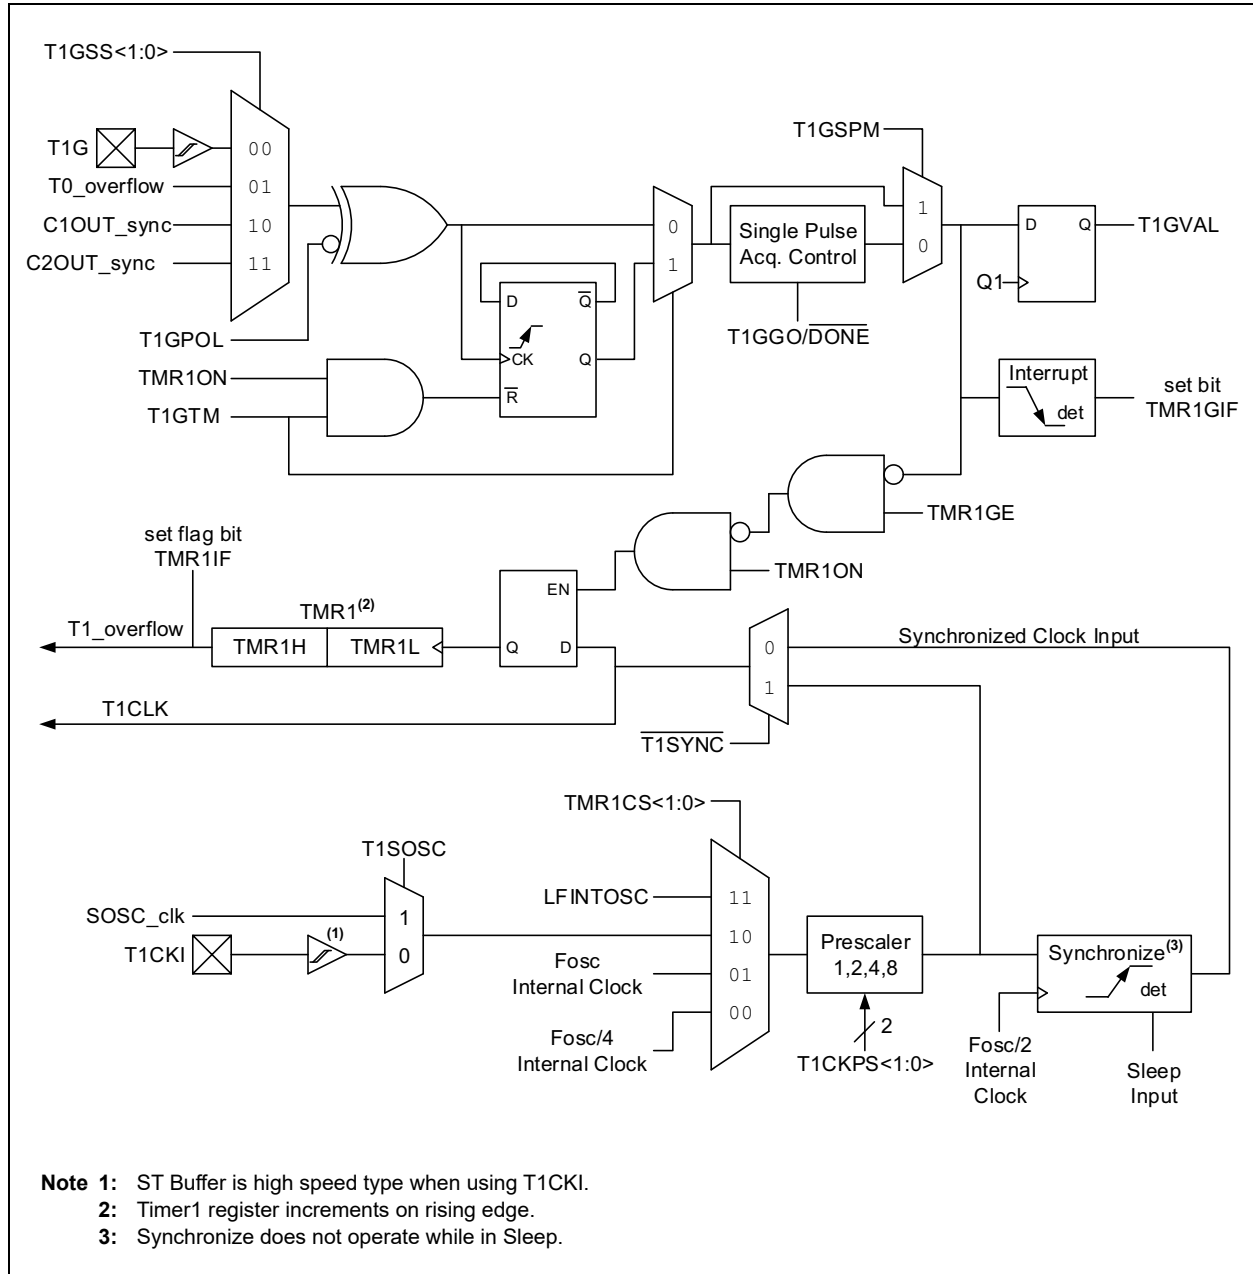 T1GSS<1:0>
T1GSPM
T1G
00
T0_overflow
01
C1OUT_sync
10
C2OUT_sync
11
0
1
Single Pulse
Acq. Control
1
0
D Q
T1GVAL
Q1
D Q
CK Q
R
T1GPOL
T1GGO/DONE
TMR1ON
T1GTM
Interrupt
det
set bit
TMR1GIF
TMR1GE
set flag bit
TMR1IF
TMR1ON
EN
TMR1(2)
T1_overflow
TMR1H TMR1L
Q D
0
1
Synchronized Clock Input
T1CLK
T1SYNC
TMR1CS<1:0>
T1SOSC
LFINTOSC
11
SOSC_clk
1
10
T1CKI
(1)
0
Fosc
Internal Clock
01
00
Fosc/4
Internal Clock
Prescaler
1,2,4,8
2
T1CKPS<1:0>
Synchronize(3)
det
Fosc/2
Internal
Clock
Sleep
Input
Note 1: ST Buffer is high speed type when using T1CKI.
2: Timer1 register increments on rising edge.
3: Synchronize does not operate while in Sleep.